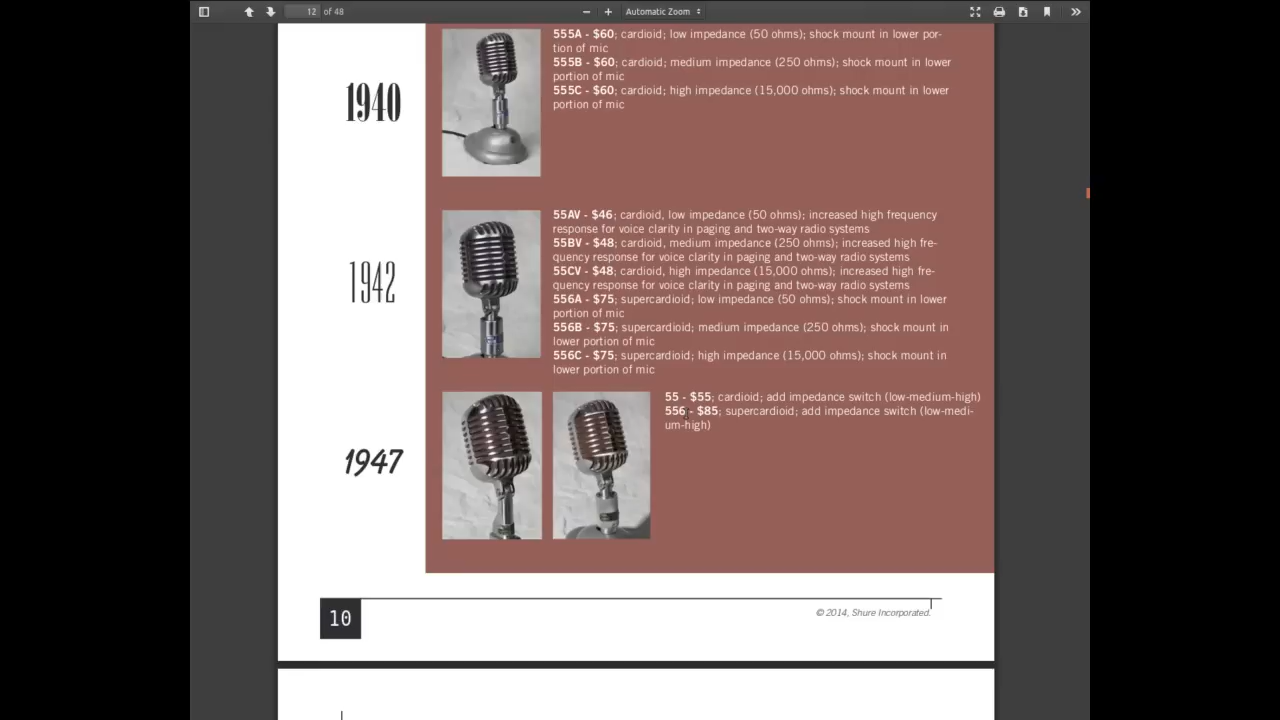 12 of 48
Automatic Zoom
1940
555A - $60; cardioid; low impedance (50 ohms); shock mount in lower por-
tion of mic
555B - $60; cardioid; medium impedance (250 ohms); shock mount in lower
portion of mic
555C - $60; cardioid; high impedance (15,000 ohms); shock mount in lower
portion of mic
1942
55AV - $46; cardioid, low impedance (50 ohms); increased high frequency
response for voice clarity in paging and two-way radio systems
55BV - $48; cardioid, medium impedance (250 ohms); increased high fre-
quency response for voice clarity in paging and two-way radio systems
55CV - $48; cardioid, high impedance (15,000 ohms); increased high fre-
quency response for voice clarity in paging and two-way radio systems
556A - $75; supercardioid; low impedance (50 ohms); shock mount in lower
portion of mic
556B - $75; supercardioid; medium impedance (250 ohms); shock mount in
lower portion of mic
556C - $75; supercardioid; high impedance (15,000 ohms); shock mount in
lower portion of mic
1947
55 - $55; cardioid; add impedance switch (low-medium-high)
556 - $85; supercardioid; add impedance switch (low-medi-
um-high)
10
© 2014, Shure Incorporated.